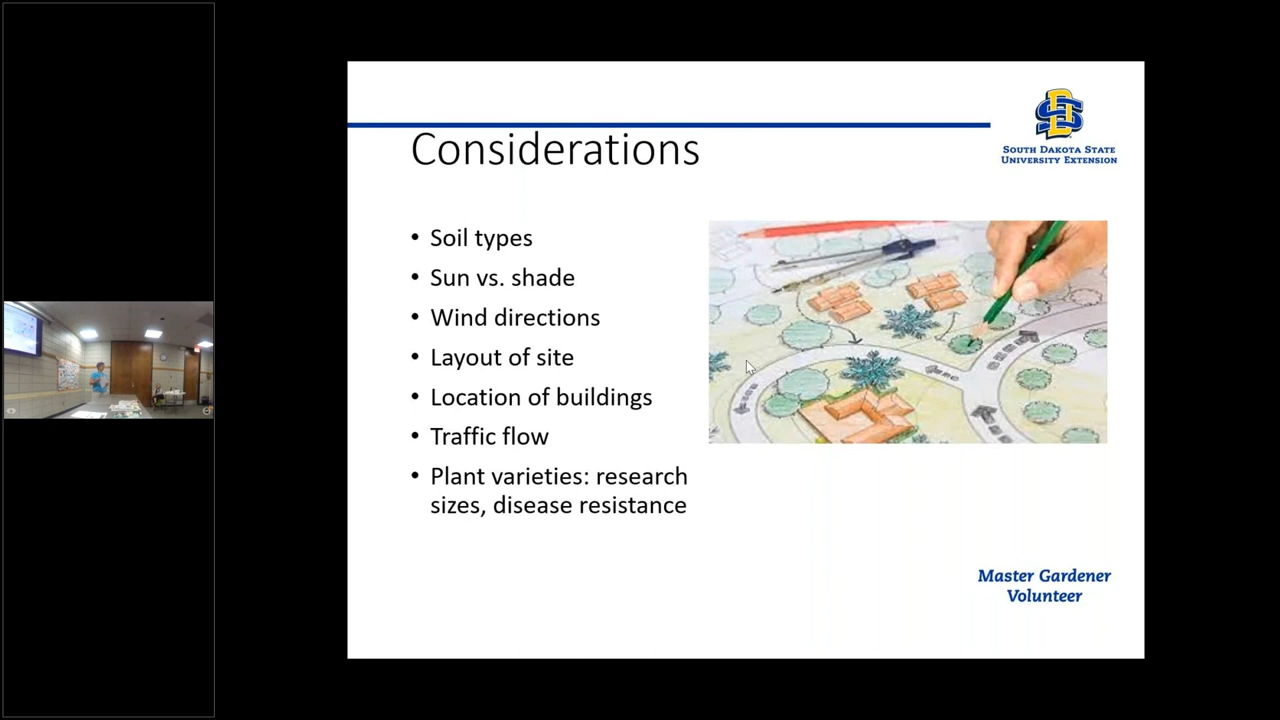 Considerations
SOUTH DAKOTA STATE
UNIVERSITY EXTENSION
• Soil types
• Sun vs. shade
• Wind directions
• Layout of site
• Location of buildings
• Traffic flow
• Plant varieties: research
sizes, disease resistance
Master Gardener
Volunteer